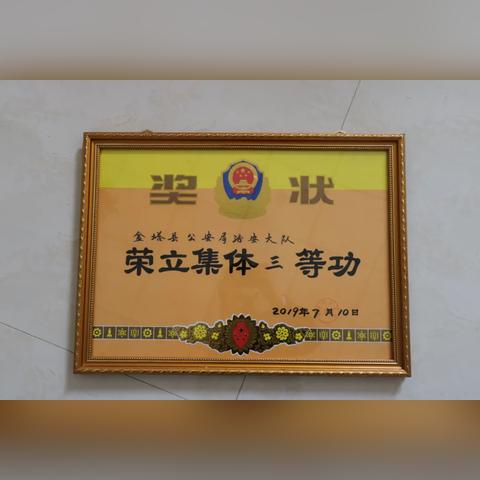 奖状
金塔县公安局治安大队
荣立集体三等功
2019年7月10日